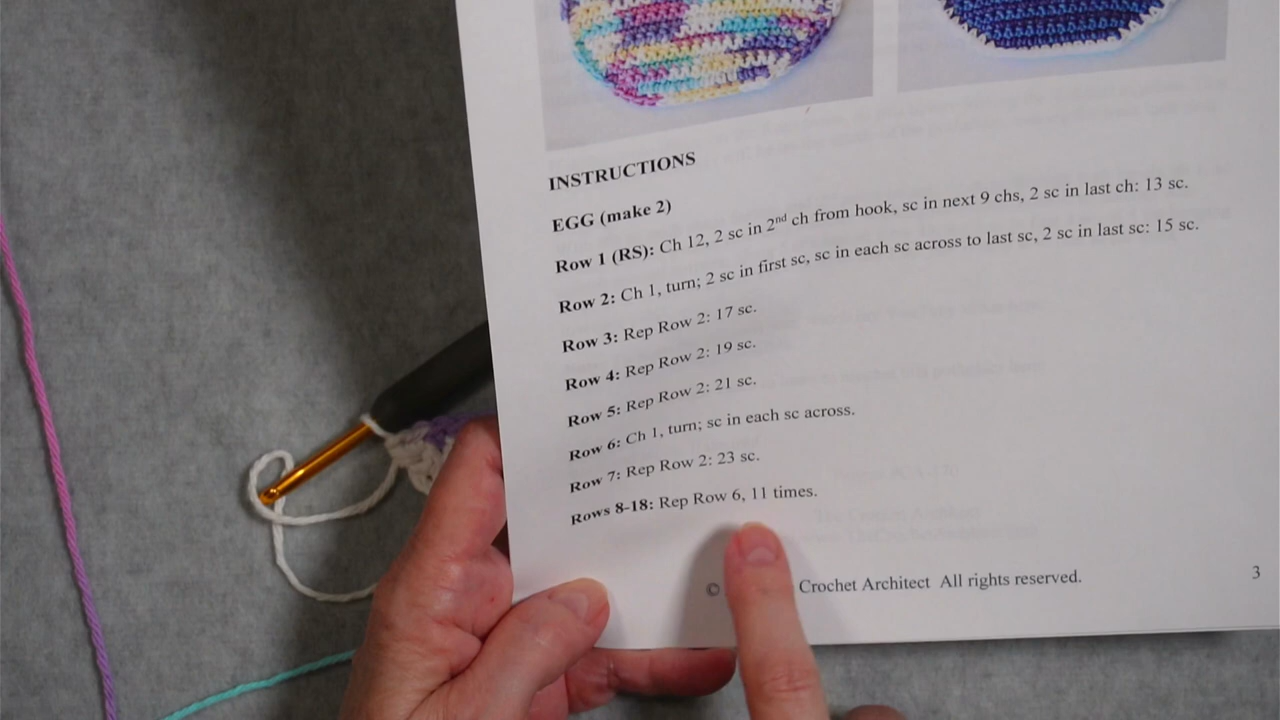 INSTRUCTIONS
EGG (make 2)
Row 1 (RS): Ch 12, 2 sc in 2nd ch from hook, sc in next 9 chs, 2 sc in last ch: 13 sc.
Row 2: Ch 1, turn; 2 sc in first sc, sc in each sc across to last sc, 2 sc in last sc: 15 sc.
Row 3: Rep Row 2: 17 sc.
Row 4: Rep Row 2: 19 sc.
Row 5: Rep Row 2: 21 sc.
Row 6: Ch 1, turn; sc in each sc across.
Row 7: Rep Row 2: 23 sc.
Rows 8-18: Rep Row 6, 11 times.
© Crochet Architect All rights reserved.
3